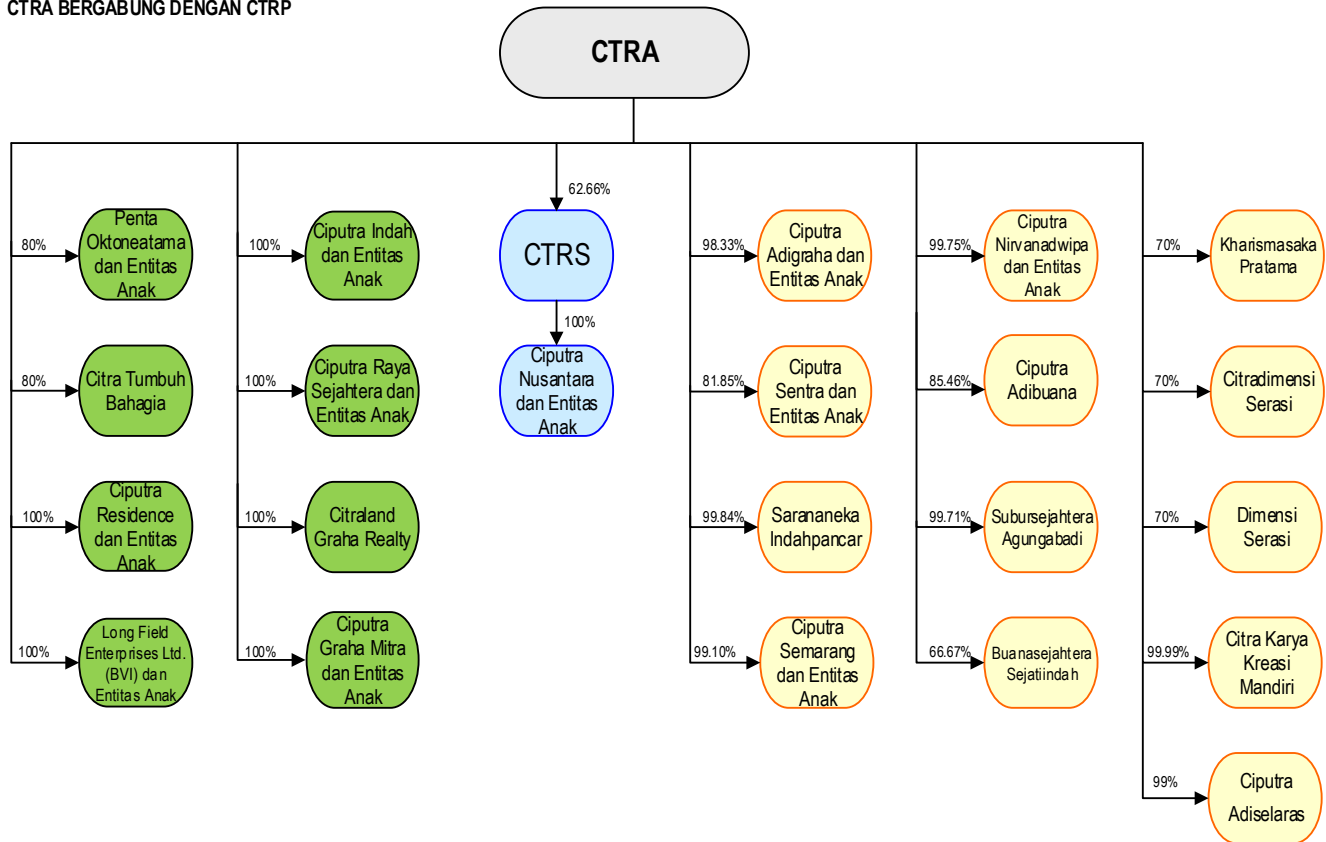 CTRA BERGABUNG DENGAN CTRP
CTRA
62.66%
80%
Penta
Oktoneatama
dan Entitas
Anak
100%
Ciputra Indah
dan Entitas
Anak
CTRS
98.33%
Ciputra
Adigraha dan
Entitas Anak
99.75%
Ciputra
Nirvanadwipa
dan Entitas
Anak
70%
Kharismasaka
Pratama
100%
80%
Citra Tumbuh
Bahagia
100%
Ciputra Raya
Sejahtera dan
Entitas Anak
Ciputra
Nusantara
dan Entitas
Anak
81.85%
Ciputra
Sentra dan
Entitas Anak
85.46%
Ciputra
Adibuana
70%
Citradimensi
Serasi
100%
Ciputra
Residence
dan Entitas
Anak
100%
Citraland
Graha Realty
99.84%
Sarananeka
Indahpancar
99.71%
Subursejahtera
Agungabadi
70%
Dimensi
Serasi
100%
Long Field
Enterprises Ltd.
(BVI) dan
Entitas Anak
100%
Ciputra
Graha Mitra
dan Entitas
Anak
99.10%
Ciputra
Semarang
dan Entitas
Anak
66.67%
Buanasejahtera
Sejatiindah
99.99%
Citra Karya
Kreasi
Mandiri
99%
Ciputra
Adiselaras